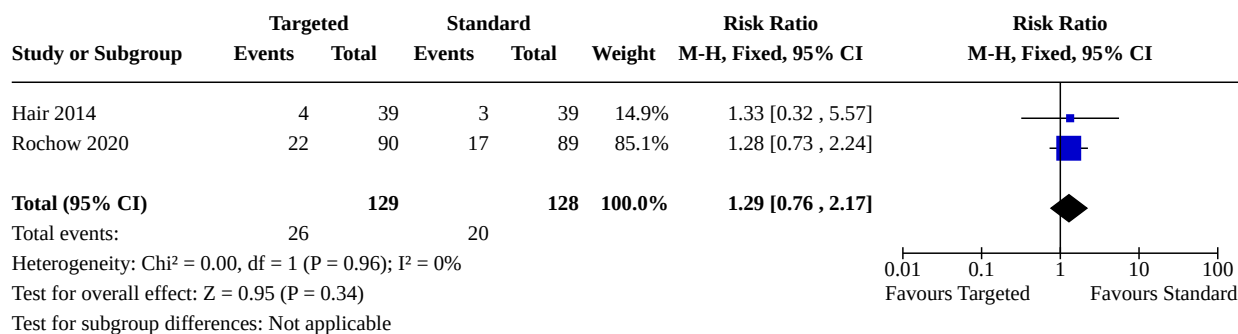 Targeted Standard Risk Ratio Risk Ratio
Study or Subgroup Events Total Events Total Weight M-H, Fixed, 95% CI M-H, Fixed, 95% CI
Hair 2014 4 39 3 39 14.9% 1.33 [0.32 , 5.57]
Rochow 2020 22 90 17 89 85.1% 1.28 [0.73 , 2.24]
Total (95% CI) 129 128 100.0% 1.29 [0.76 , 2.17]
Total events: 26 20
Heterogeneity: Chi² = 0.00, df = 1 (P = 0.96); I² = 0%
0.01 0.1 1 10 100
Test for overall effect: Z = 0.95 (P = 0.34)
Favours Targeted Favours Standard
Test for subgroup differences: Not applicable